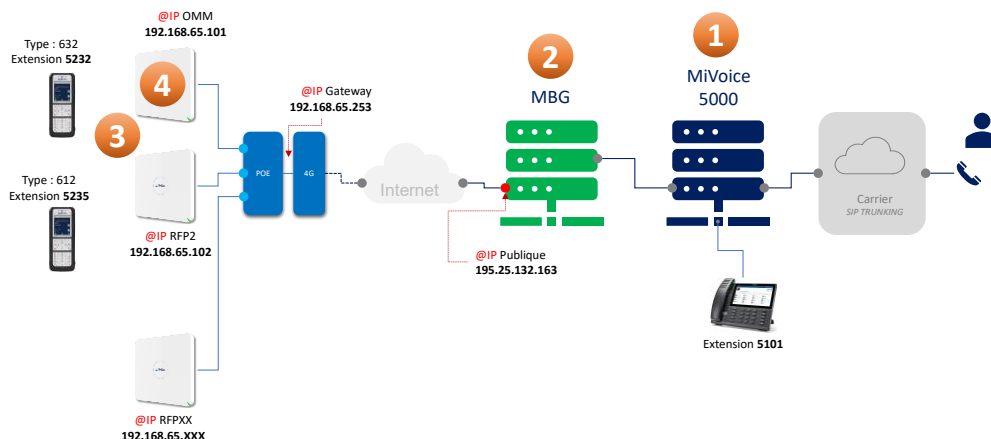 Type : 632
Extension 5232
@IP OMM
192.168.65.101
4
3
Type : 612
Extension 5235
@IP RFP2
192.168.65.102
@IP RFPXX
192.168.65.XXX
@IP Gateway
192.168.65.253
POE
4G
Internet
2
MBG
@IP Publique
195.25.132.163
1
MiVoice
5000
Extension 5101
Carrier
SIP TRUNKING